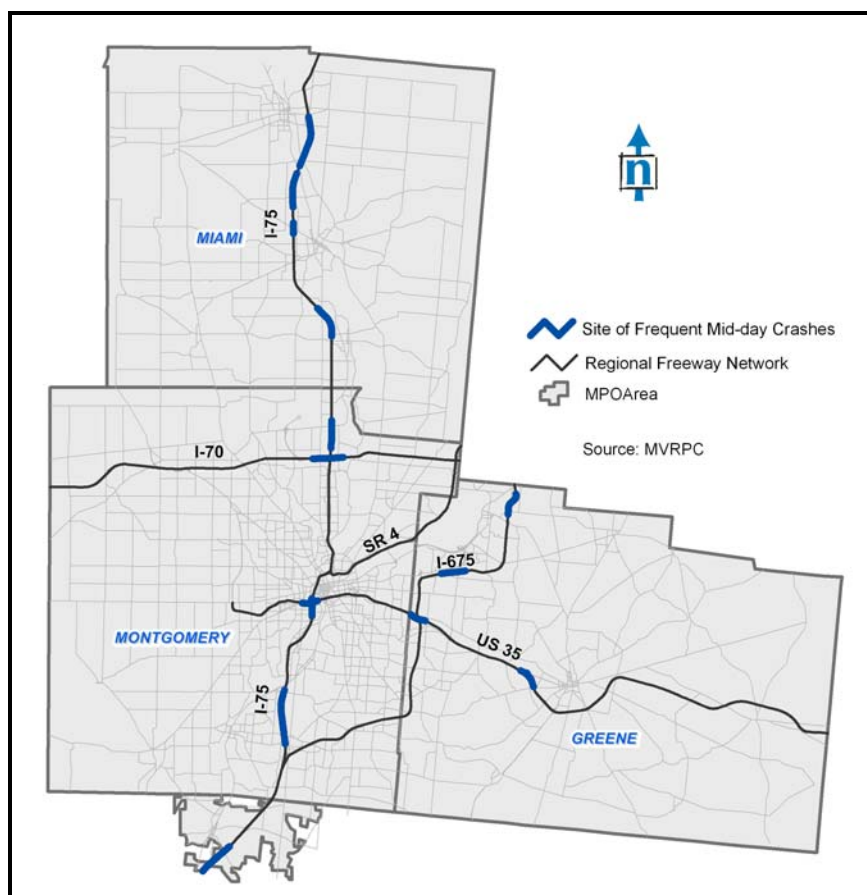 n
I-75
MIAMI
Site of Frequent Mid-day Crashes
Regional Freeway Network
MPOArea
Source: MVRPC
I-70
SR 4
I-675
MONTGOMERY
US 35
I-75
GREENE